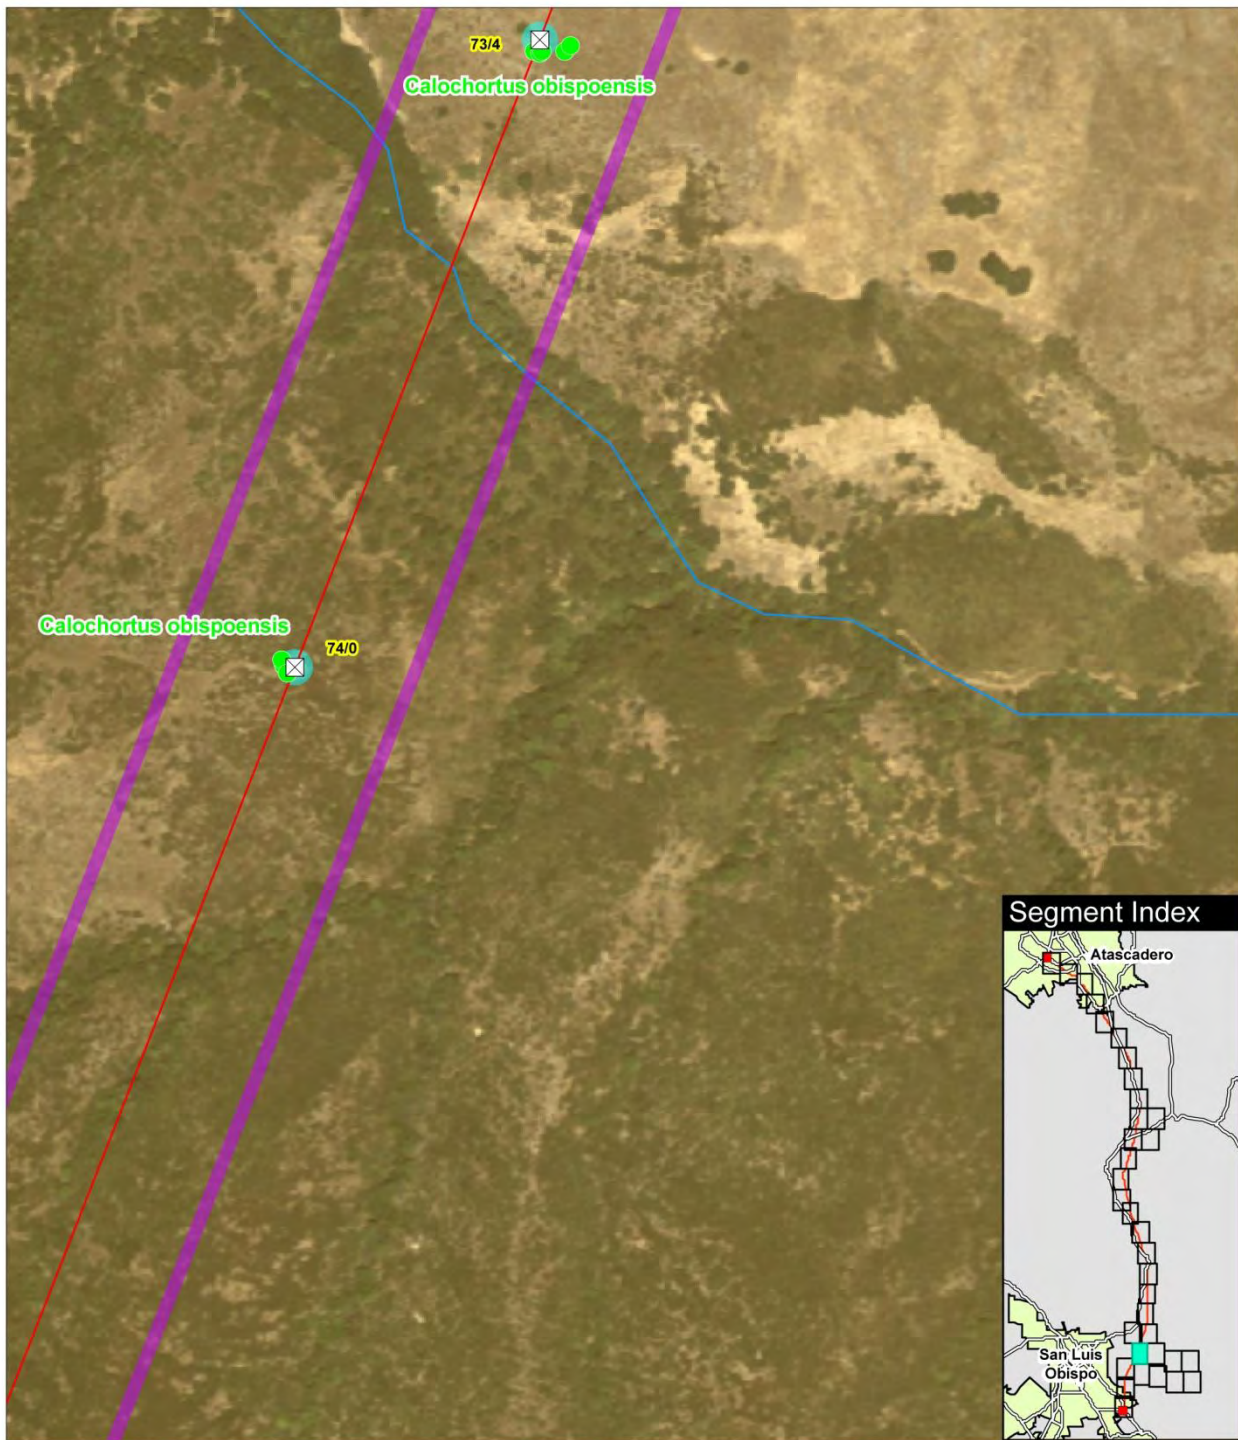 73/4
Calochortus obispoensis
Calochortus obispoensis
74/0
Segment Index
Atascadero
San Luis
Obispo